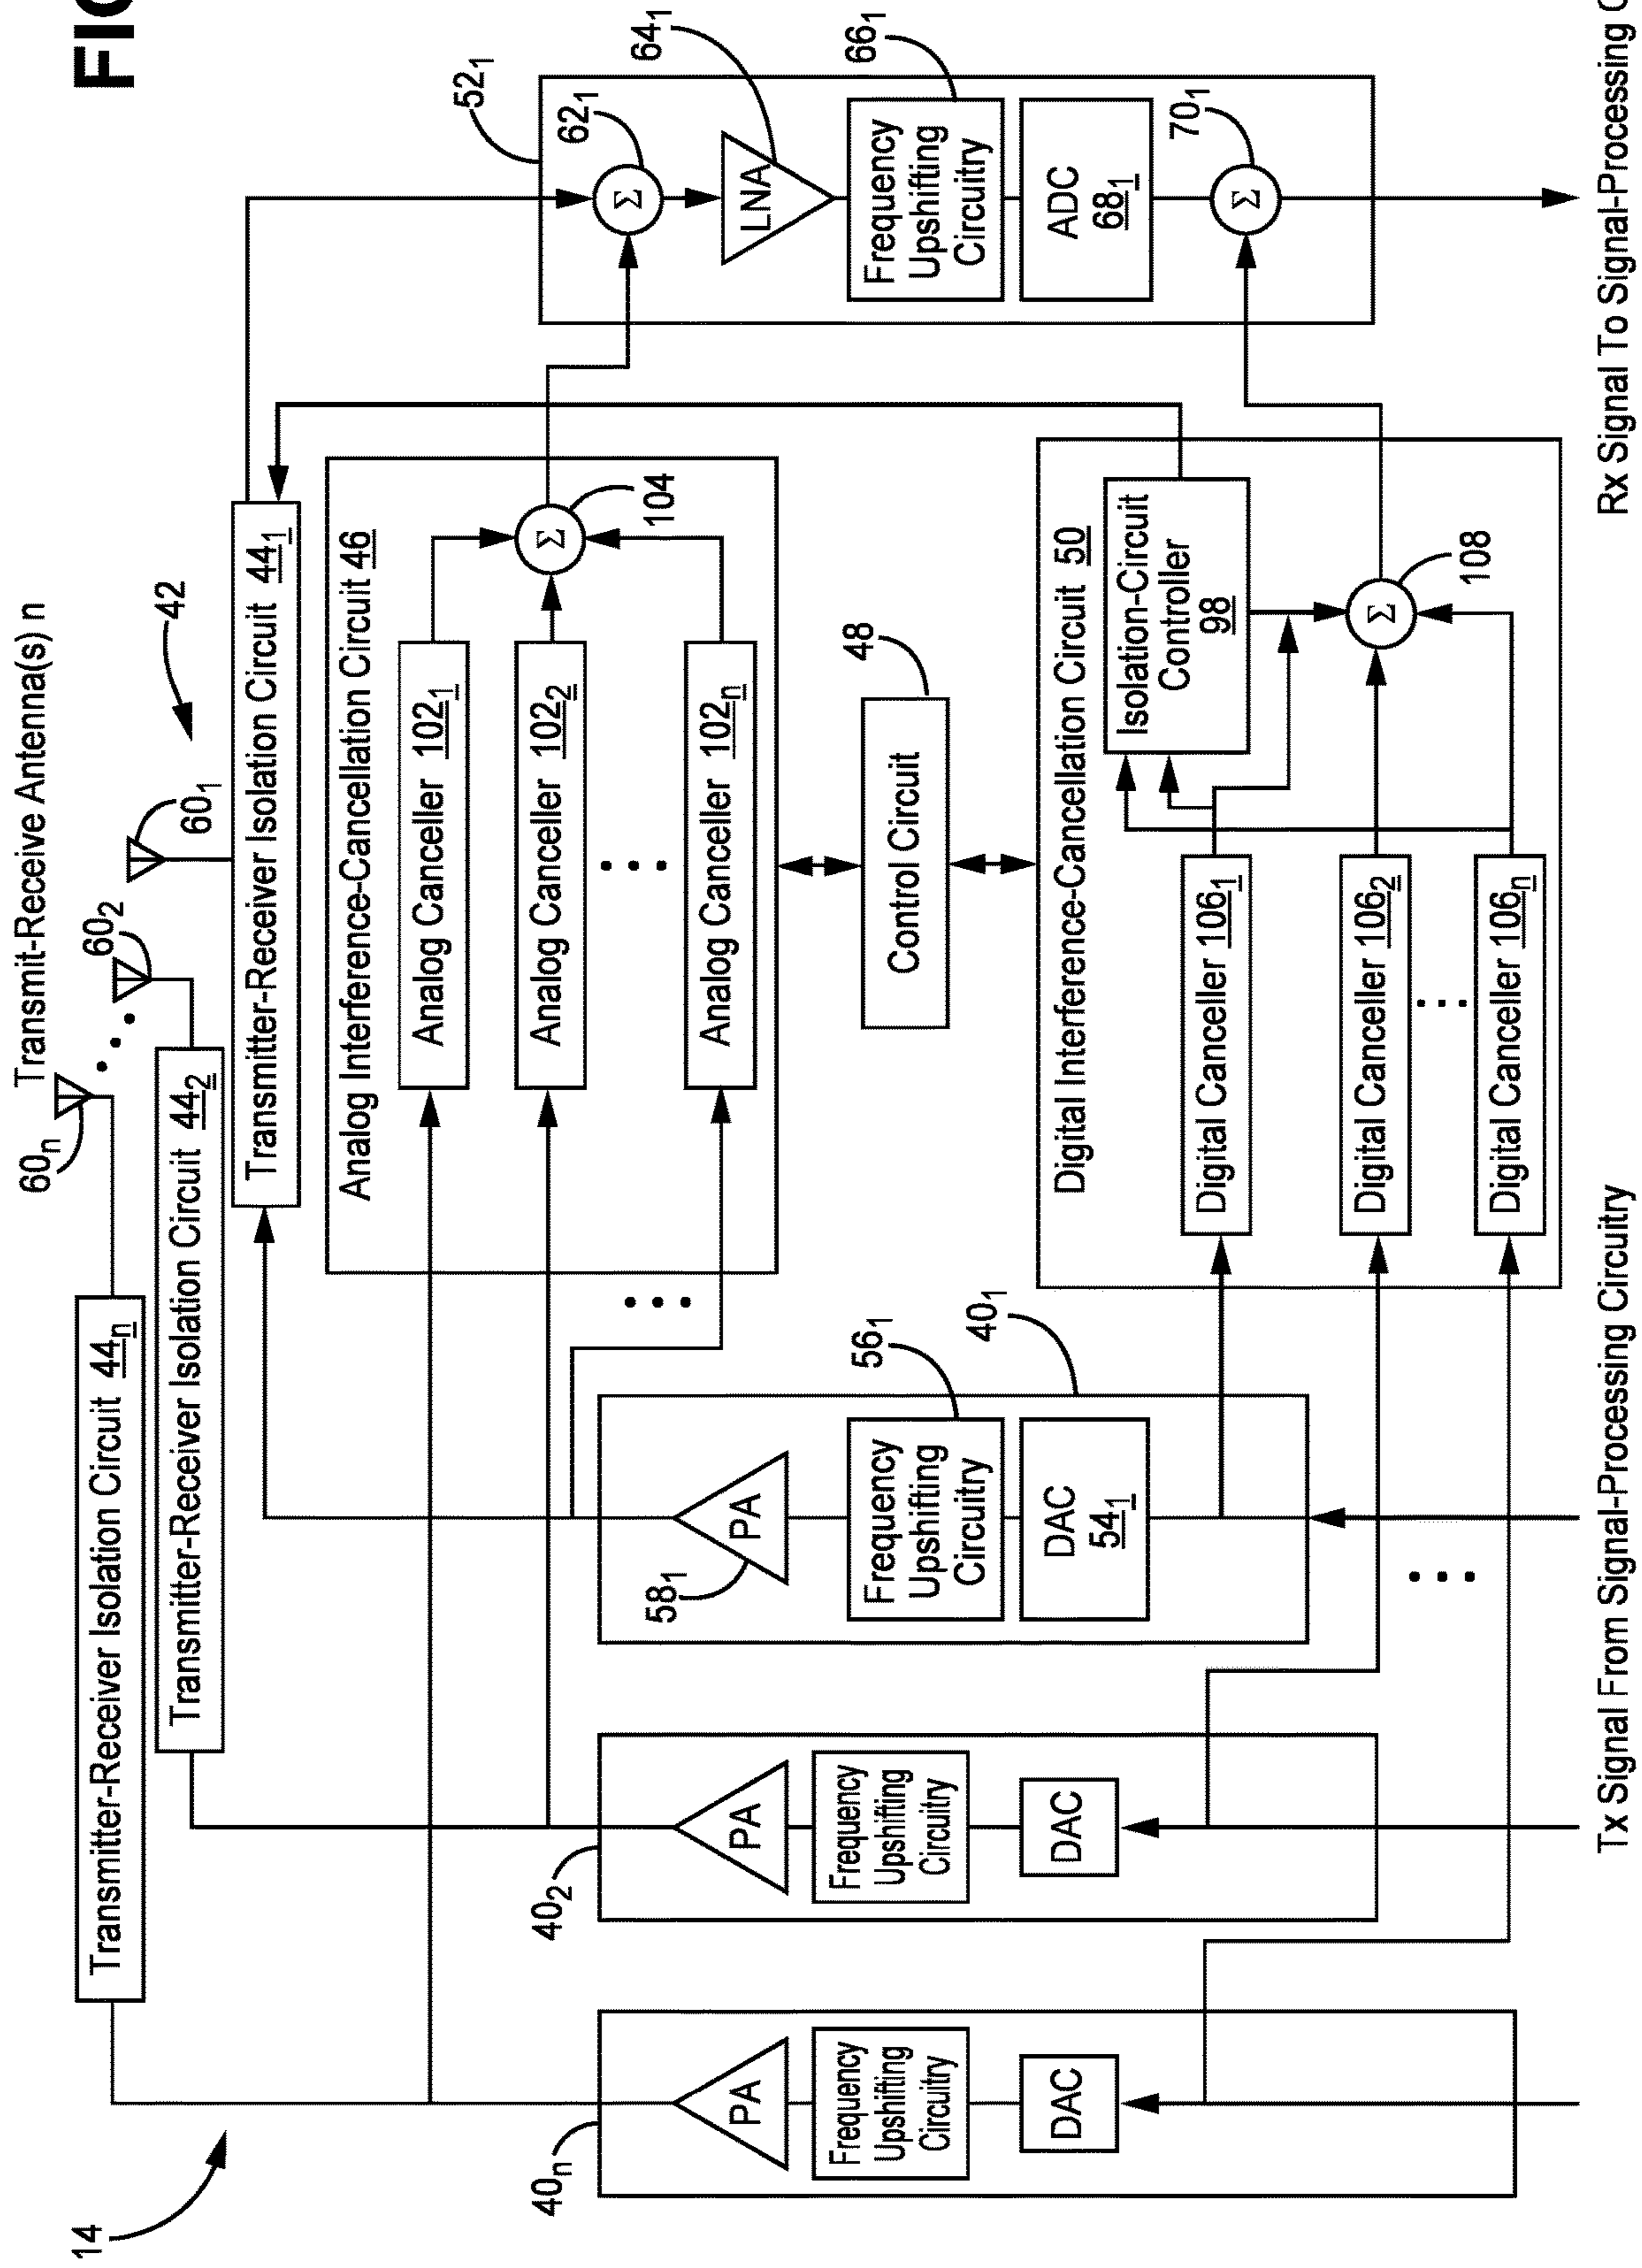 FIG
Transmit-Receive Antenna(s) n
14
42
60n
602
601
Transmitter-Receiver Isolation Circuit 44n
Transmitter-Receiver Isolation Circuit 442
Transmitter-Receiver Isolation Circuit 441
Analog Interference-Cancellation Circuit 46
Analog Canceller 1021
Analog Canceller 1022
Analog Canceller 102n
Σ
104
48
Control Circuit
Digital Interference-Cancellation Circuit 50
Isolation-Circuit
Controller
98
Digital Canceller 1061
Digital Canceller 1062
Digital Canceller 106n
Σ
108
40n
PA
Frequency
Upshifting
Circuitry
DAC
402
PA
Frequency
Upshifting
Circuitry
DAC
401
581
PA
561
Frequency
Upshifting
Circuitry
DAC
541
521
621
Σ
641
LNA
661
Frequency
Upshifting
Circuitry
ADC
681
701
Σ
Tx Signal From Signal-Processing Circuitry
Rx Signal To Signal-Processing